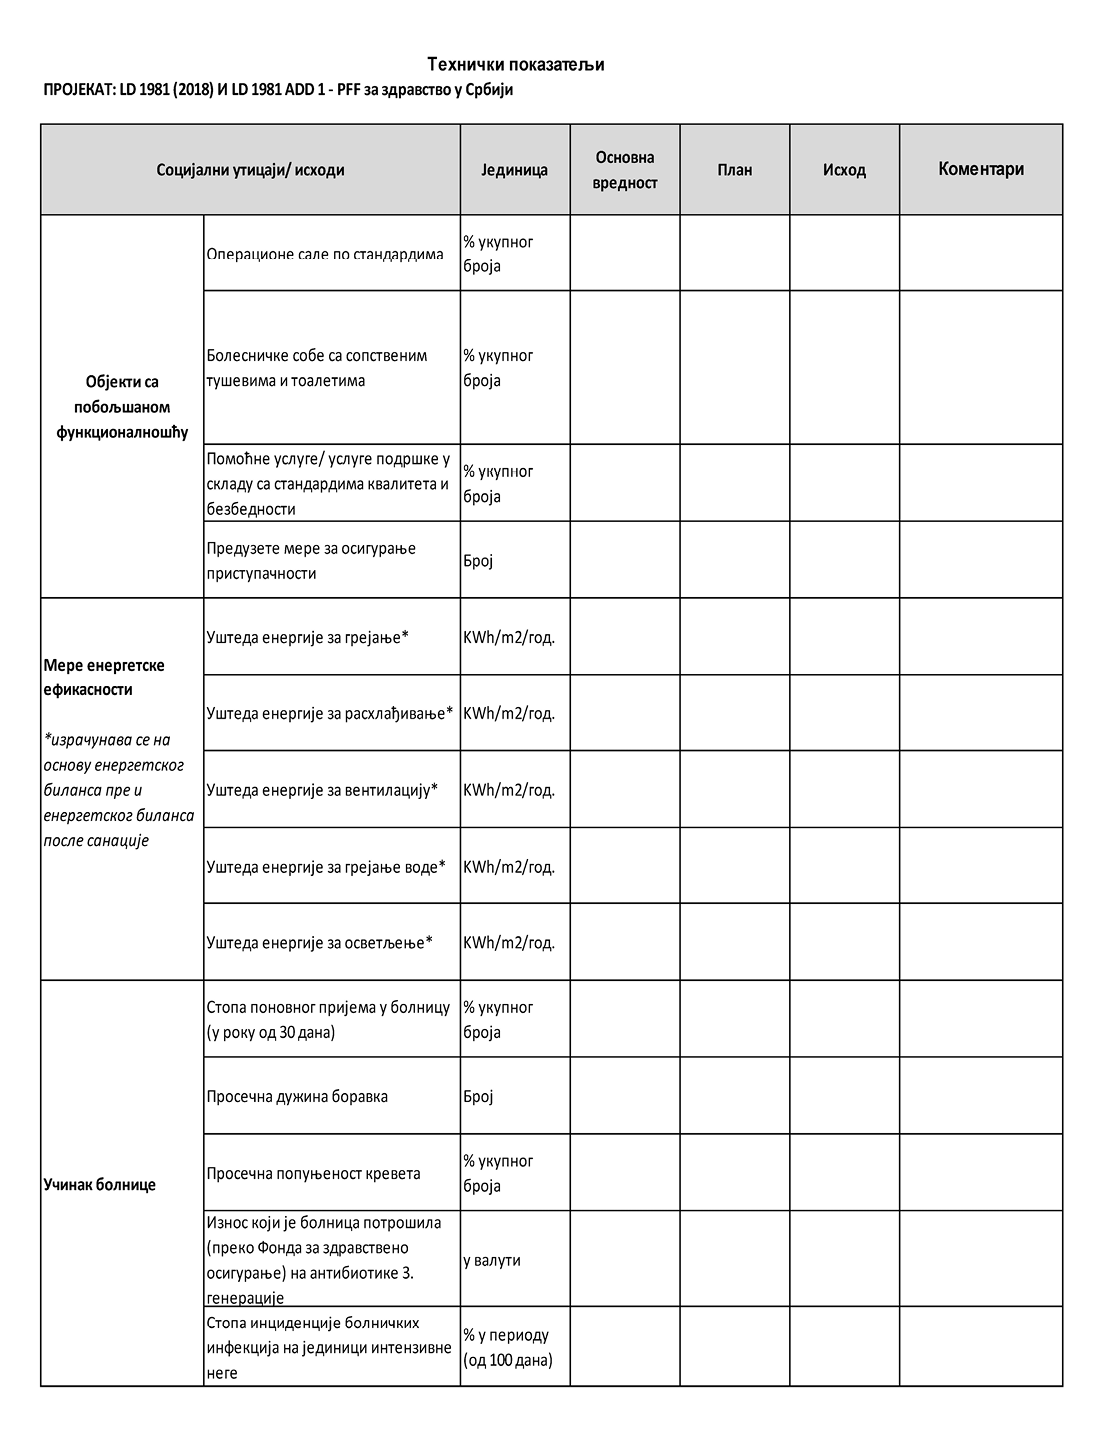 Технички показатељи
ПРОЈЕКАТ: LD 1981 (2018) И LD 1981 ADD 1 - PFF за здравство у Србији
Социјални утицаји/ исходи
Јединица
Основна
вредност
План
Исход
Коментари
Објекти са
побољшаном
функционалношћу
Операционе сале по стандардима
% укупног
броја
Болесничке собе са сопственим
тушевима и тоалетима
% укупног
броја
Помоћне услуге/ услуге подршке у
складу са стандардима квалитета и
безбедности
% укупног
броја
Предузете мере за осигурање
приступачности
Број
Мере енергетске
ефикасности
*израчунава се на
основу енергетског
биланса пре и
енергетског биланса
после санације
Уштеда енергије за грејање*
KWh/m2/год.
Уштеда енергије за расхлађивање*
KWh/m2/год.
Уштеда енергије за вентилацију*
KWh/m2/год.
Уштеда енергије за грејање воде*
KWh/m2/год.
Уштеда енергије за осветљење*
KWh/m2/год.
Учинак болнице
Стопа поновног пријема у болницу
(у року од 30 дана)
% укупног
броја
Просечна дужина боравка
Број
Просечна попуњеност кревета
% укупног
броја
Износ који је болница потрошила
(преко Фонда за здравствено
осигурање) на антибиотике 3.
генерације
у валути
Стопа инциденције болничких
инфекција на јединици интензивне
неге
% у периоду
(од 100 дана)